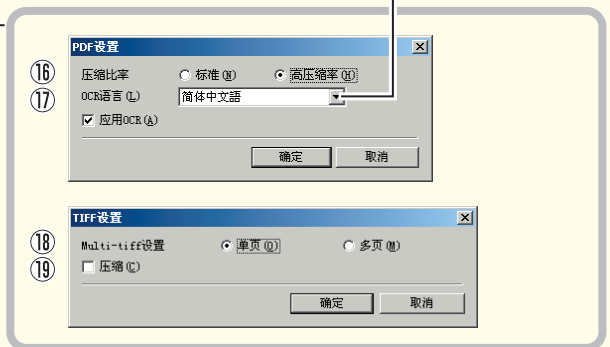 PDF设置
⑯ 压缩比率 标准(N) 高压缩率(H)
⑰ OCR语言(L) 简体中文語
应用OCR(A)
确定 取消
TIFF设置
⑱ Multi-tiff设置 单页(O) 多页(M)
⑲ 压缩(C)
确定 取消